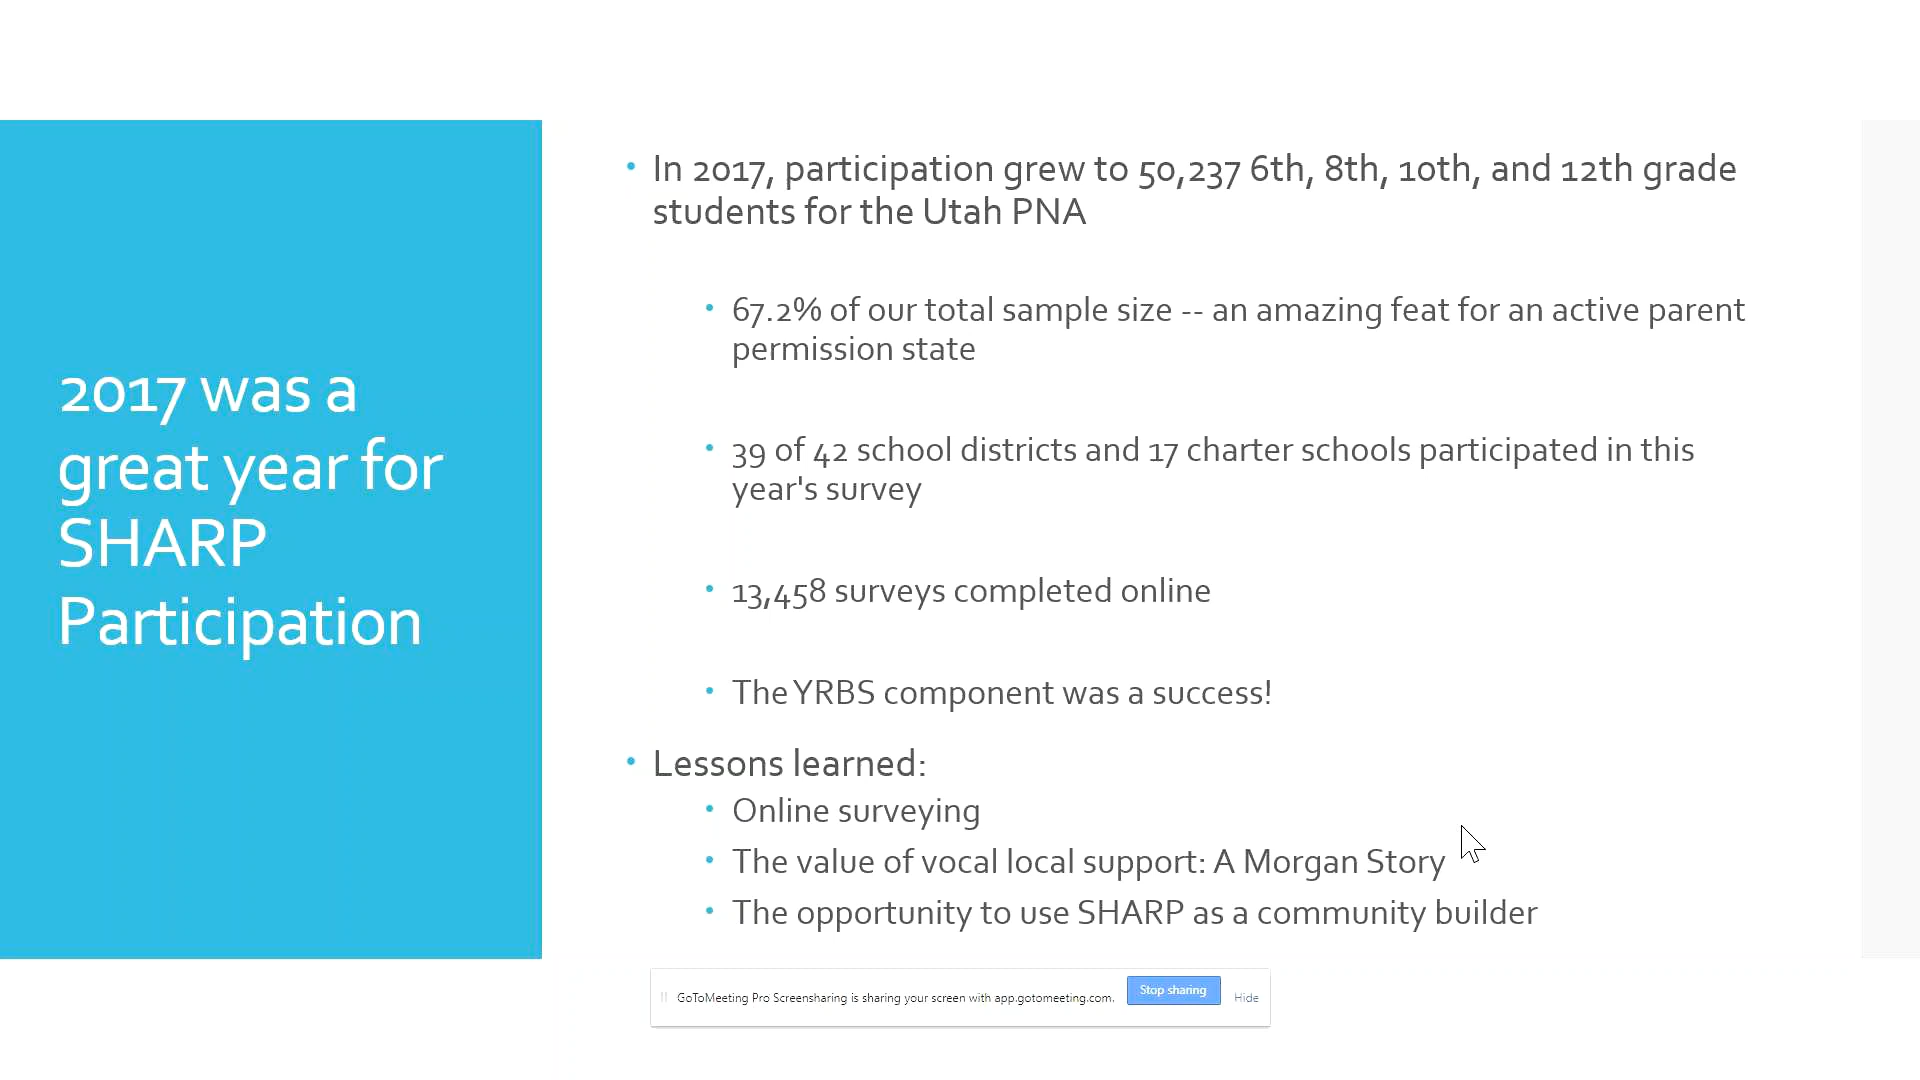 2017 was a
great year for
SHARP
Participation
• In 2017, participation grew to 50,237 6th, 8th, 10th, and 12th grade
students for the Utah PNA
• 67.2% of our total sample size -- an amazing feat for an active parent
permission state
• 39 of 42 school districts and 17 charter schools participated in this
year's survey
• 13,458 surveys completed online
• The YRBS component was a success!
• Lessons learned:
• Online surveying
• The value of vocal local support: A Morgan Story
• The opportunity to use SHARP as a community builder
GoToMeeting Pro Screensharing is sharing your screen with app.gotomeeting.com. Stop sharing Hide